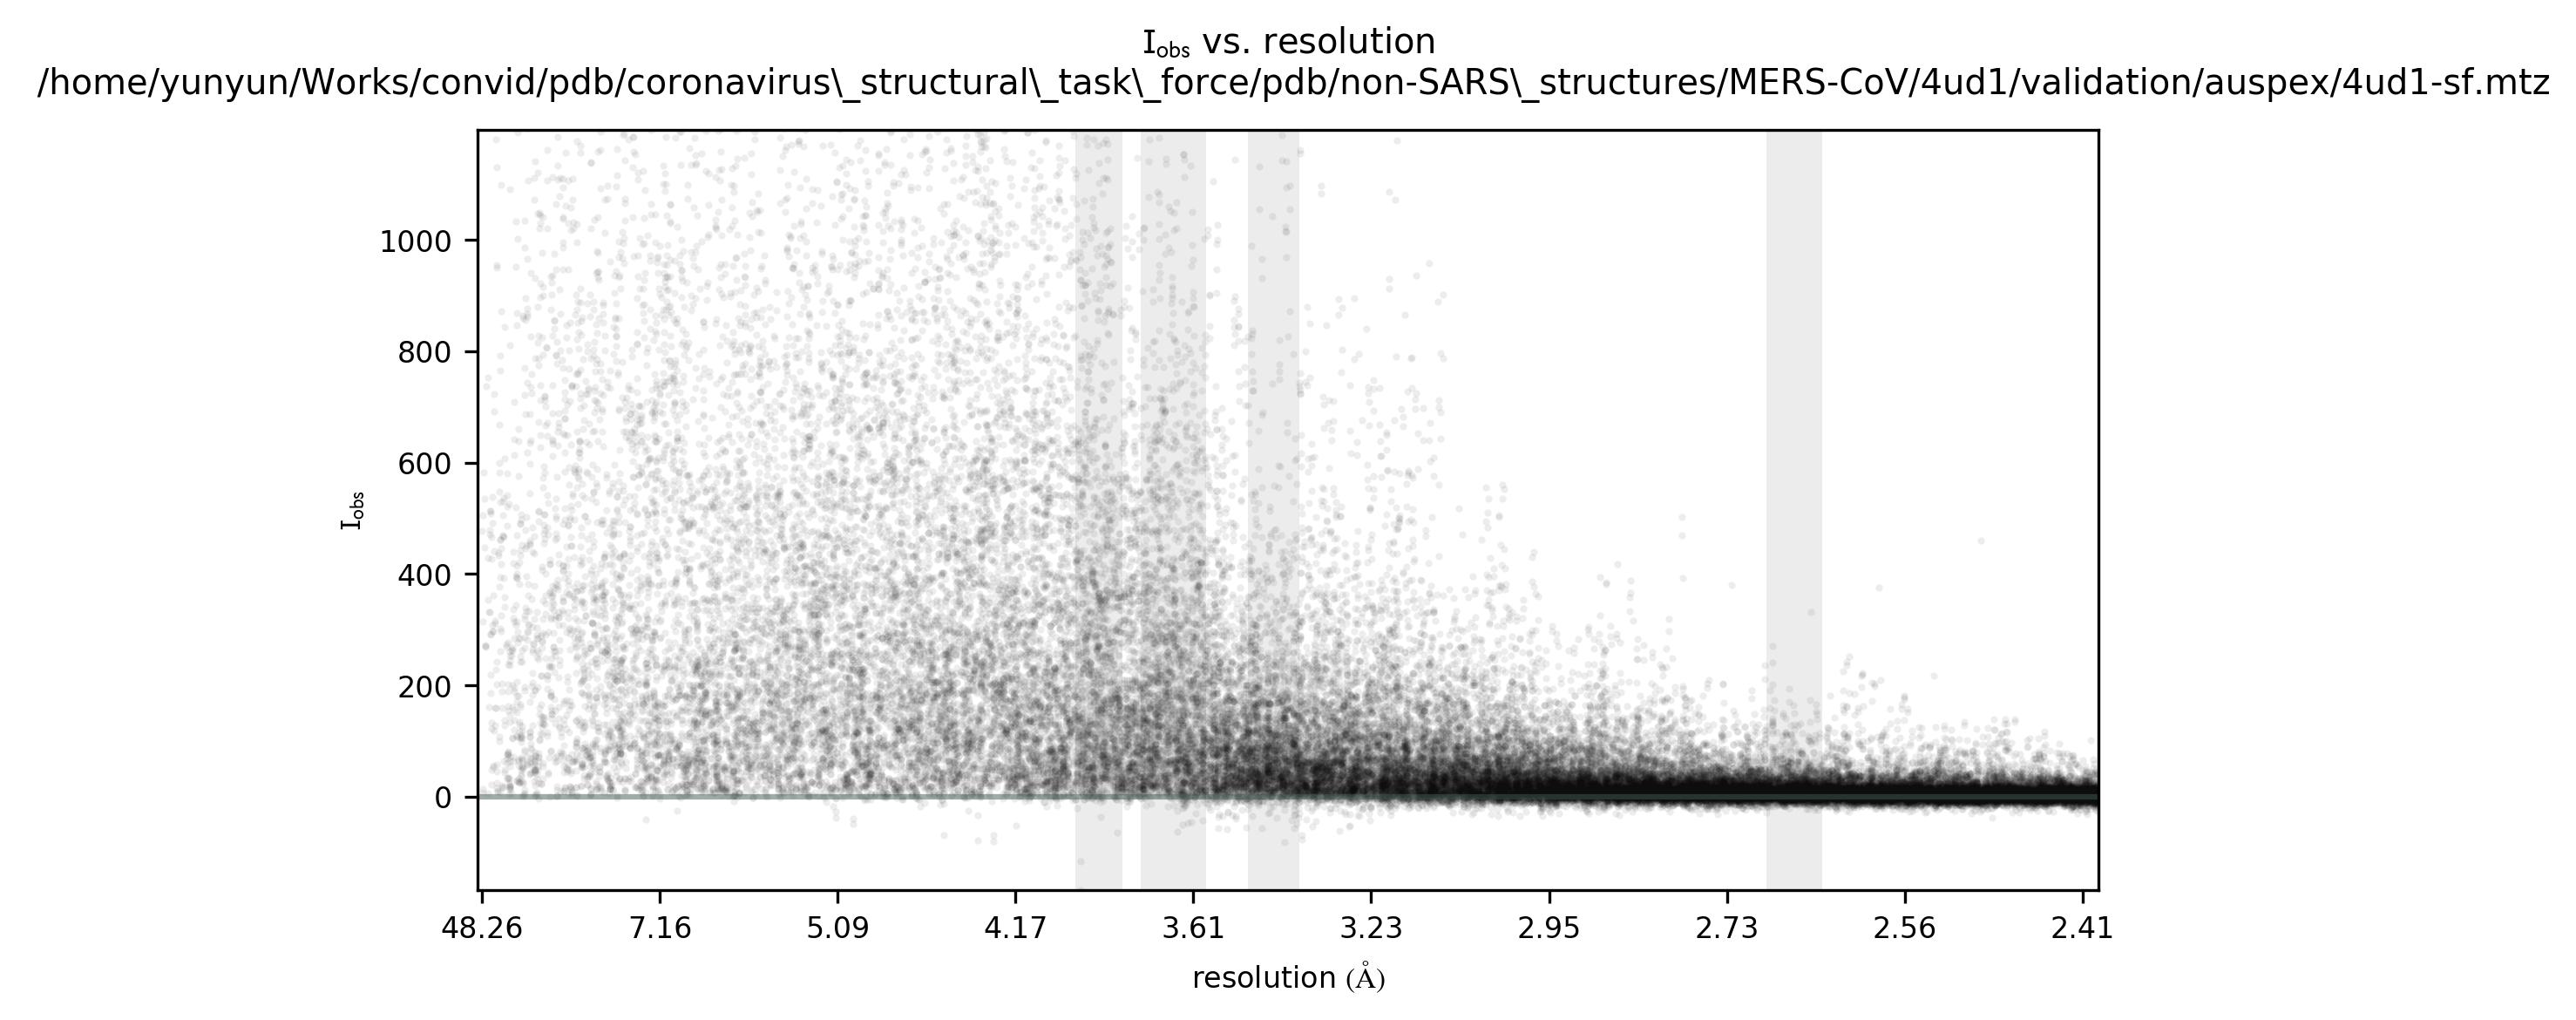 I_obs vs. resolution
/home/yunyun/Works/convid/pdb/coronavirus\_structural\_task\_force/pdb/non-SARS\_structures/MERS-CoV/4ud1/validation/auspex/4ud1-sf.mtz
1000
800
600
400
200
0
I_obs
48.26 7.16 5.09 4.17 3.61 3.23 2.95 2.73 2.56 2.41
resolution (Å)